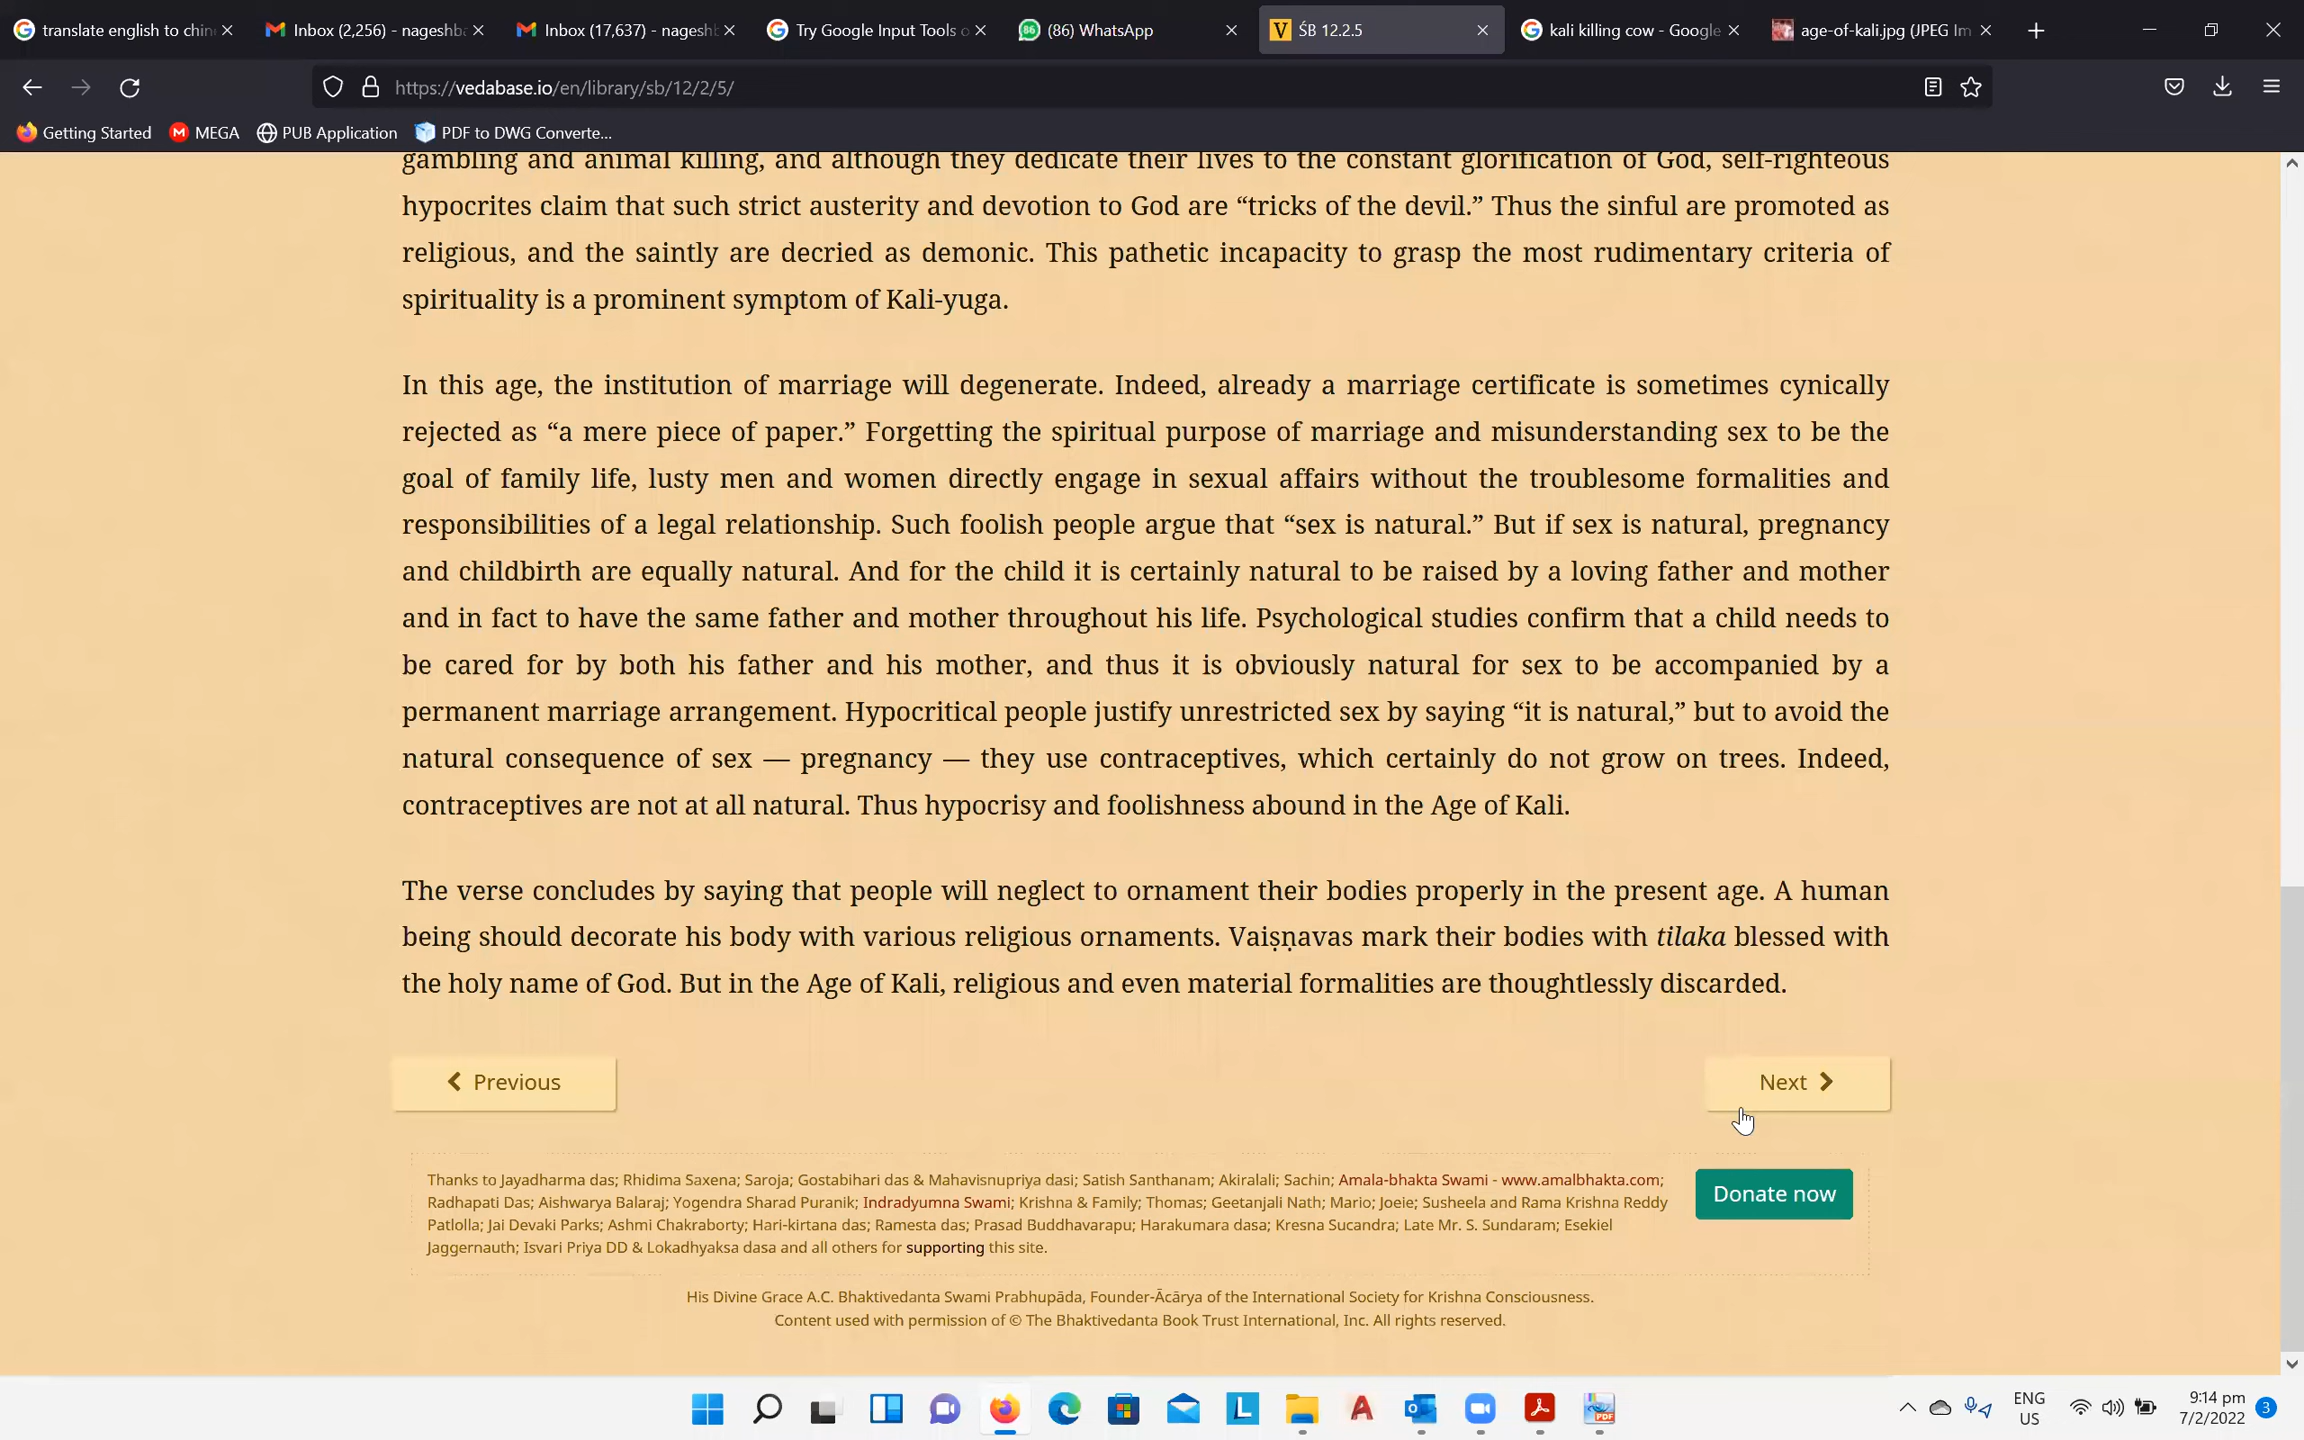 translate english to chin
Inbox (2,256) - nageshba
Inbox (17,637) - nagesh
Try Google Input Tools o
(86) WhatsApp
ŚB 12.2.5
kali killing cow - Google
age-of-kali.jpg (JPEG Im
https://vedabase.io/en/library/sb/12/2/5/
Getting Started
MEGA
PUB Application
PDF to DWG Converte...
gambling and animal killing, and although they dedicate their lives to the constant glorification of God, self-righteous
hypocrites claim that such strict austerity and devotion to God are “tricks of the devil.” Thus the sinful are promoted as
religious, and the saintly are decried as demonic. This pathetic incapacity to grasp the most rudimentary criteria of
spirituality is a prominent symptom of Kali-yuga.
In this age, the institution of marriage will degenerate. Indeed, already a marriage certificate is sometimes cynically
rejected as “a mere piece of paper.” Forgetting the spiritual purpose of marriage and misunderstanding sex to be the
goal of family life, lusty men and women directly engage in sexual affairs without the troublesome formalities and
responsibilities of a legal relationship. Such foolish people argue that “sex is natural.” But if sex is natural, pregnancy
and childbirth are equally natural. And for the child it is certainly natural to be raised by a loving father and mother
and in fact to have the same father and mother throughout his life. Psychological studies confirm that a child needs to
be cared for by both his father and his mother, and thus it is obviously natural for sex to be accompanied by a
permanent marriage arrangement. Hypocritical people justify unrestricted sex by saying “it is natural,” but to avoid the
natural consequence of sex — pregnancy — they use contraceptives, which certainly do not grow on trees. Indeed,
contraceptives are not at all natural. Thus hypocrisy and foolishness abound in the Age of Kali.
The verse concludes by saying that people will neglect to ornament their bodies properly in the present age. A human
being should decorate his body with various religious ornaments. Vaiṣṇavas mark their bodies with tilaka blessed with
the holy name of God. But in the Age of Kali, religious and even material formalities are thoughtlessly discarded.
Previous
Next
Thanks to Jayadharma das; Rhidima Saxena; Saroja; Gostabihari das & Mahavisnupriya dasi; Satish Santhanam; Akiralali; Sachin; Amala-bhakta Swami - www.amalbhakta.com;
Radhapati Das; Aishwarya Balaraj; Yogendra Sharad Puranik; Indradyumna Swami; Krishna & Family; Thomas; Geetanjali Nath; Mario; Joeie; Susheela and Rama Krishna Reddy
Patlolla; Jai Devaki Parks; Ashmi Chakraborty; Hari-kirtana das; Ramesta das; Prasad Buddhavarapu; Harakumara dasa; Kresna Sucandra; Late Mr. S. Sundaram; Esekiel
Jaggernauth; Isvari Priya DD & Lokadhyaksa dasa and all others for supporting this site.
Donate now
His Divine Grace A.C. Bhaktivedanta Swami Prabhupāda, Founder-Ācārya of the International Society for Krishna Consciousness.
Content used with permission of © The Bhaktivedanta Book Trust International, Inc. All rights reserved.
ENG
US
9:14 pm
7/2/2022
3